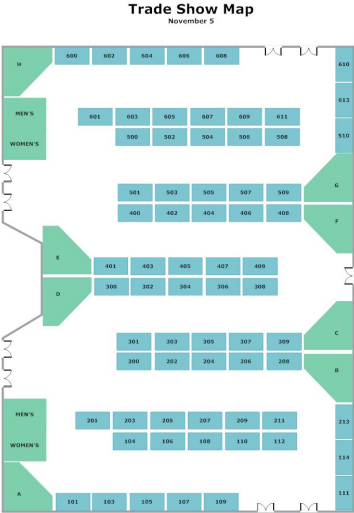 Trade Show Map
November 5
H
600 602 604 606 608
610
613
510
MEN'S
WOMEN'S
601 603 605 607 609 611
500 502 504 506 508
G
501 503 505 507 509
400 402 404 406 408
F
E
401 403 405 407 409
D
300 302 304 306 308
C
301 303 305 307 309
200 202 204 206 208
B
MEN'S
WOMEN'S
201 203 205 207 209 211
104 106 108 110 112
213
114
111
A
101 103 105 107 109